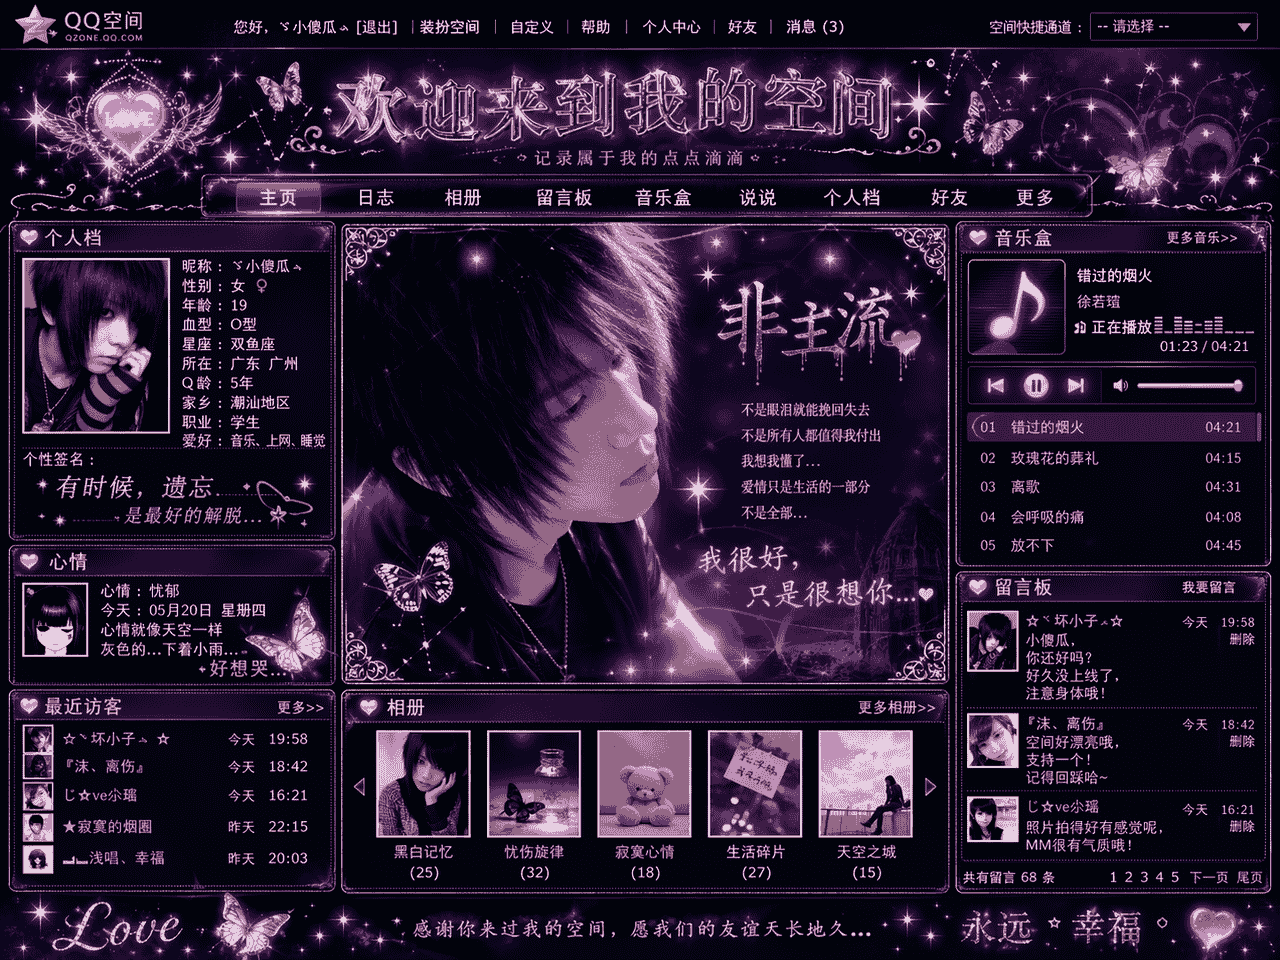 QQ空间
QZONE.QQ.COM
您好，ゞ小傻瓜ふ [退出] | 装扮空间 | 自定义 | 帮助 | 个人中心 | 好友 | 消息 (3)
空间快捷通道： -- 请选择 --
LOVE
欢迎来到我的空间
记录属于我的点点滴滴
主页 日志 相册 留言板 音乐盒 说说 个人档 好友 更多
个人档
昵称：ゞ小傻瓜ふ
性别：女 ♀
年龄：19
血型：O型
星座：双鱼座
所在：广东 广州
Q龄：5年
家乡：潮汕地区
职业：学生
爱好：音乐、上网、睡觉
个性签名：
有时候，遗忘.
是最好的解脱...
心情
心情：忧郁
今天：05月20日 星期四
心情就像天空一样
灰色的...下着小雨...
好想哭...
最近访客 更多>>
☆丶坏小子ふ ☆ 今天 19:58
『沫、离伤』 今天 18:42
じ☆ve尛瑶 今天 16:21
★寂寞的烟圈 昨天 22:15
浅唱、幸福 昨天 20:03
非主流
不是眼泪就能挽回失去
不是所有人都值得我付出
我想我懂了...
爱情只是生活的一部分
不是全部...
我很好，
只是很想你...
相册 更多相册>>
黑白记忆
(25)
忧伤旋律
(32)
寂寞心情
(18)
生活碎片
(27)
天空之城
(15)
音乐盒 更多音乐>>
错过的烟火
徐若瑄
正在播放
01:23 / 04:21
01 错过的烟火 04:21
02 玫瑰花的葬礼 04:15
03 离歌 04:31
04 会呼吸的痛 04:08
05 放不下 04:45
留言板 我要留言
☆丶坏小子ふ☆ 今天 19:58
小傻瓜， 删除
你还好吗？
好久没上线了，
注意身体哦！
『沫、离伤』 今天 18:42
空间好漂亮哦， 删除
支持一个！
记得回踩哈~
じ☆ve尛瑶 今天 16:21
照片拍得好有感觉呢， 删除
MM很有气质哦！
共有留言 68 条 1 2 3 4 5 下一页 尾页
Love
感谢你来过我的空间，愿我们的友谊天长地久...
永远☆幸福